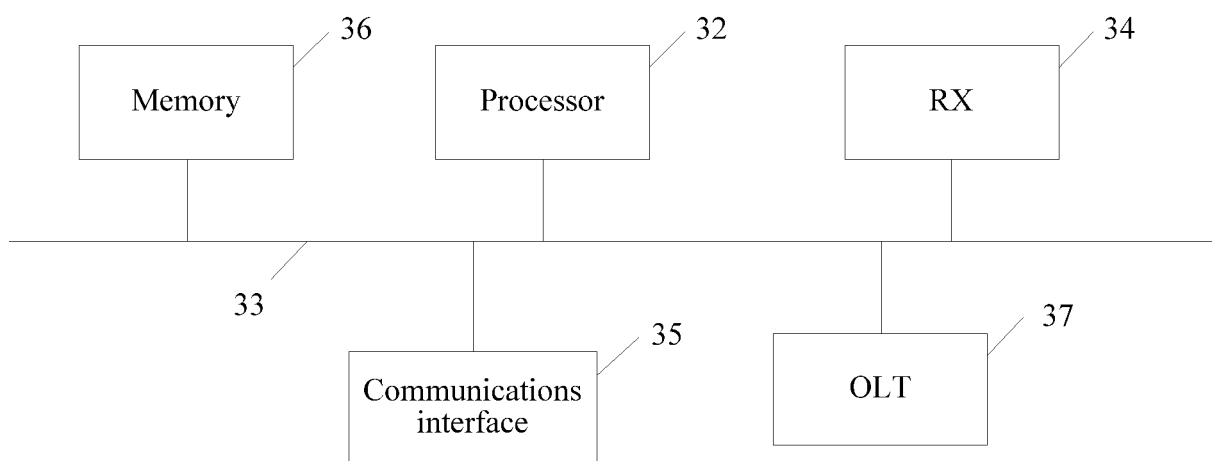 36
32
34
Memory
Processor
RX
33
35
37
Communications
interface
OLT